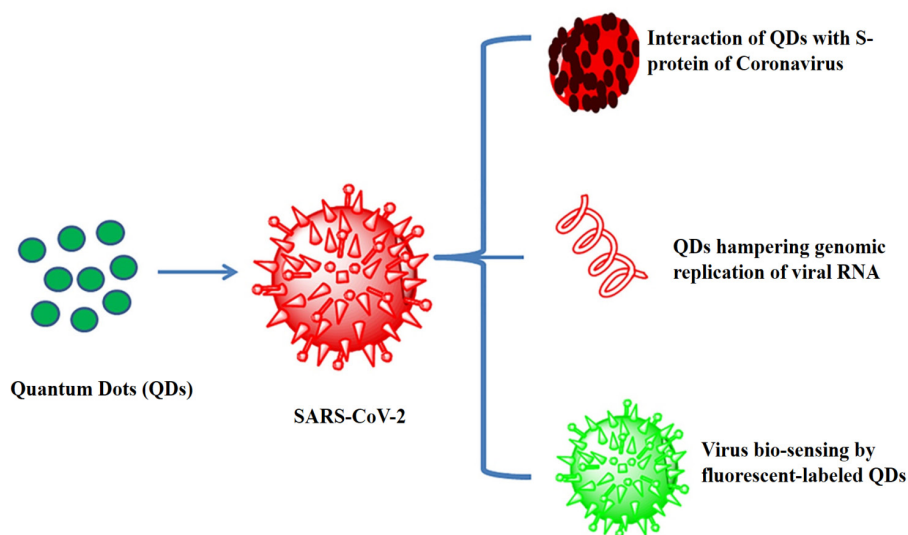 Interaction of QDs with S-
protein of Coronavirus
QDs hampering genomic
replication of viral RNA
Quantum Dots (QDs)
SARS-CoV-2
Virus bio-sensing by
fluorescent-labeled QDs